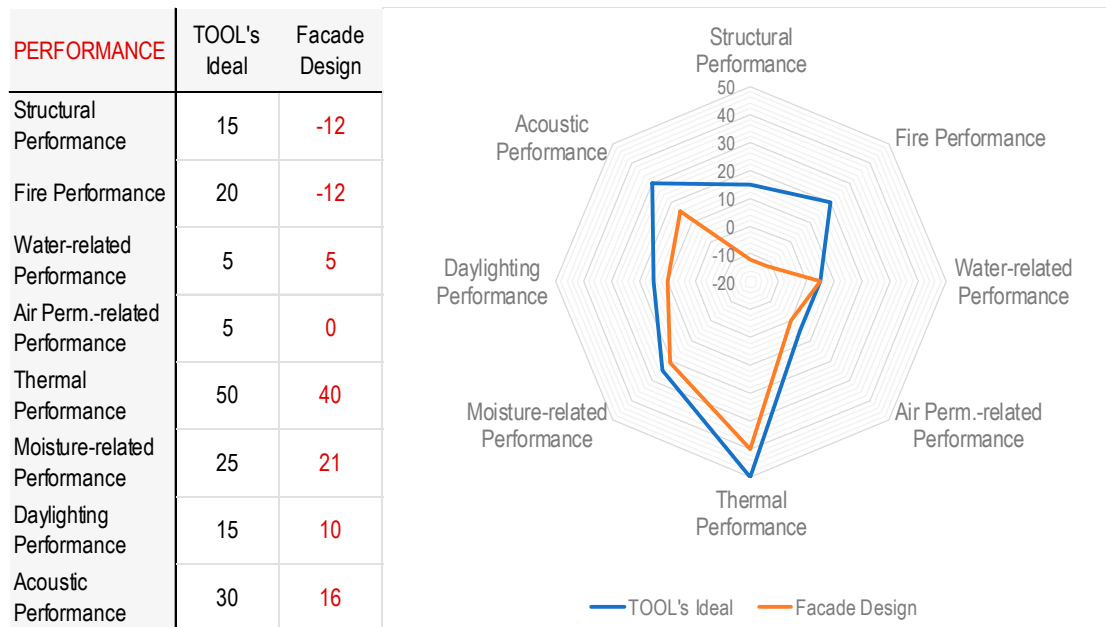 PERFORMANCE
TOOL's
Ideal
Facade
Design
Structural
Performance
15
-12
Fire Performance
20
-12
Water-related
Performance
5
5
Air Perm.-related
Performance
5
0
Thermal
Performance
50
40
Moisture-related
Performance
25
21
Daylighting
Performance
15
10
Acoustic
Performance
30
16
Structural
Performance
Fire Performance
Water-related
Performance
Air Perm.-related
Performance
Thermal
Performance
Moisture-related
Performance
Daylighting
Performance
Acoustic
Performance
50
40
30
20
10
0
-10
-20
TOOL's Ideal
Facade Design